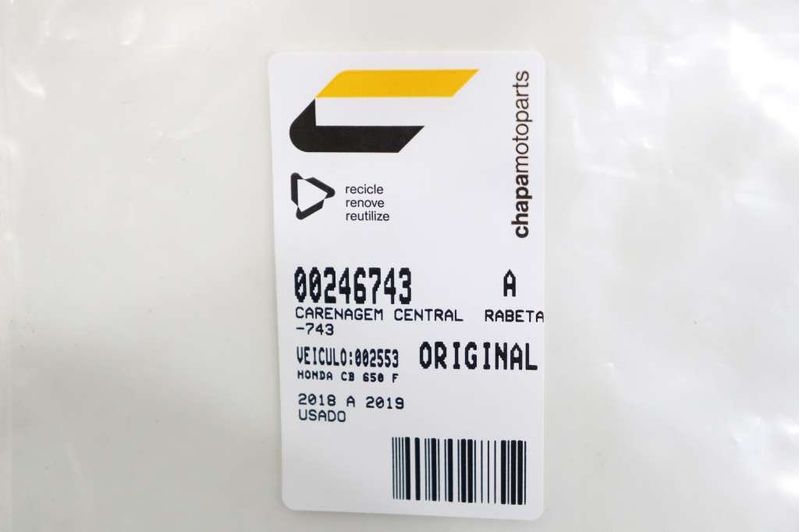 chapamotoparts
recicle
renove
reutilize
00246743 A
CARENAGEM CENTRAL RABETA
-743
VEICULO:002553 ORIGINAL
HONDA CB 650 F
2018 A 2019
USADO